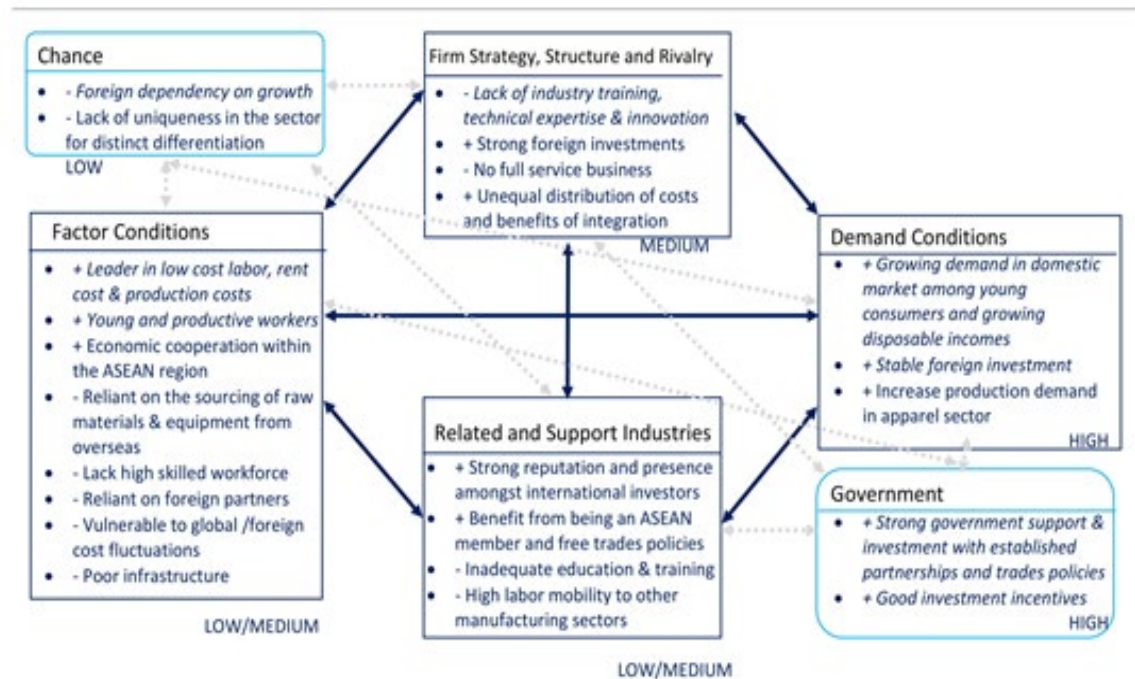 Chance
• - Foreign dependency on growth
• - Lack of uniqueness in the sector
for distinct differentiation
LOW
Firm Strategy, Structure and Rivalry
• - Lack of industry training,
technical expertise & innovation
• + Strong foreign investments
• - No full service business
• + Unequal distribution of costs
and benefits of integration
MEDIUM
Factor Conditions
• + Leader in low cost labor, rent
cost & production costs
• + Young and productive workers
• + Economic cooperation within
the ASEAN region
• - Reliant on the sourcing of raw
materials & equipment from
overseas
• - Lack high skilled workforce
• - Reliant on foreign partners
• - Vulnerable to global /foreign
cost fluctuations
• - Poor infrastructure
LOW/MEDIUM
Demand Conditions
• + Growing demand in domestic
market among young
consumers and growing
disposable incomes
• + Stable foreign investment
• + Increase production demand
in apparel sector
HIGH
Related and Support Industries
• + Strong reputation and presence
amongst international investors
• + Benefit from being an ASEAN
member and free trades policies
• - Inadequate education & training
• - High labor mobility to other
manufacturing sectors
LOW/MEDIUM
Government
• + Strong government support &
investment with established
partnerships and trades policies
• + Good investment incentives
HIGH